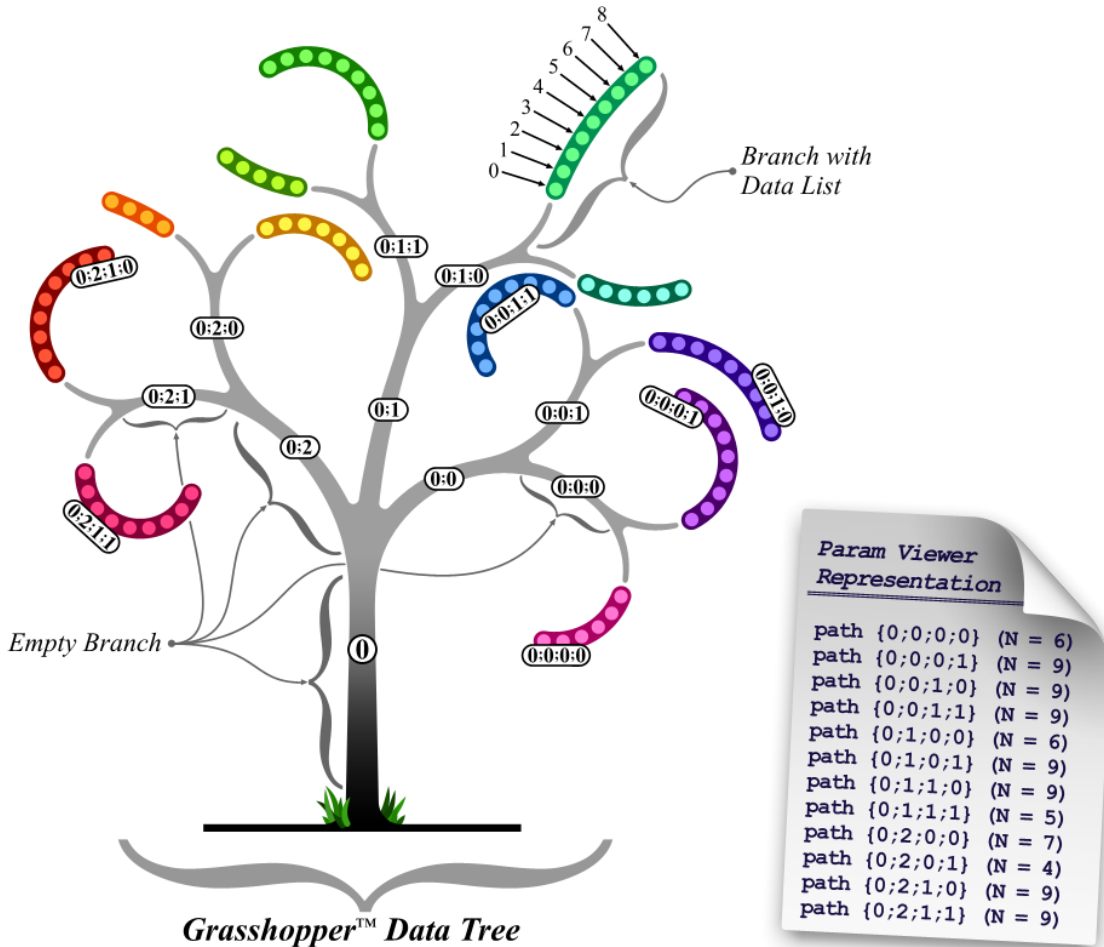 8
7
6
5
4
3
2
1
0
Branch with
Data List
0;1;1
0;1;0
0;2;1;0
0;0;1;1
0;2;0
0;0;1;0
0;0;0;1
0;2;1
0;1
0;0;1
0;2
0;0
0;0;0
0;2;1;1
Empty Branch
0
0;0;0;0
Grasshopper™ Data Tree
Param Viewer
Representation
path {0;0;0;0} (N = 6)
path {0;0;0;1} (N = 9)
path {0;0;1;0} (N = 9)
path {0;0;1;1} (N = 9)
path {0;1;0;0} (N = 6)
path {0;1;0;1} (N = 9)
path {0;1;1;0} (N = 9)
path {0;1;1;1} (N = 5)
path {0;2;0;0} (N = 7)
path {0;2;0;1} (N = 4)
path {0;2;1;0} (N = 9)
path {0;2;1;1} (N = 9)